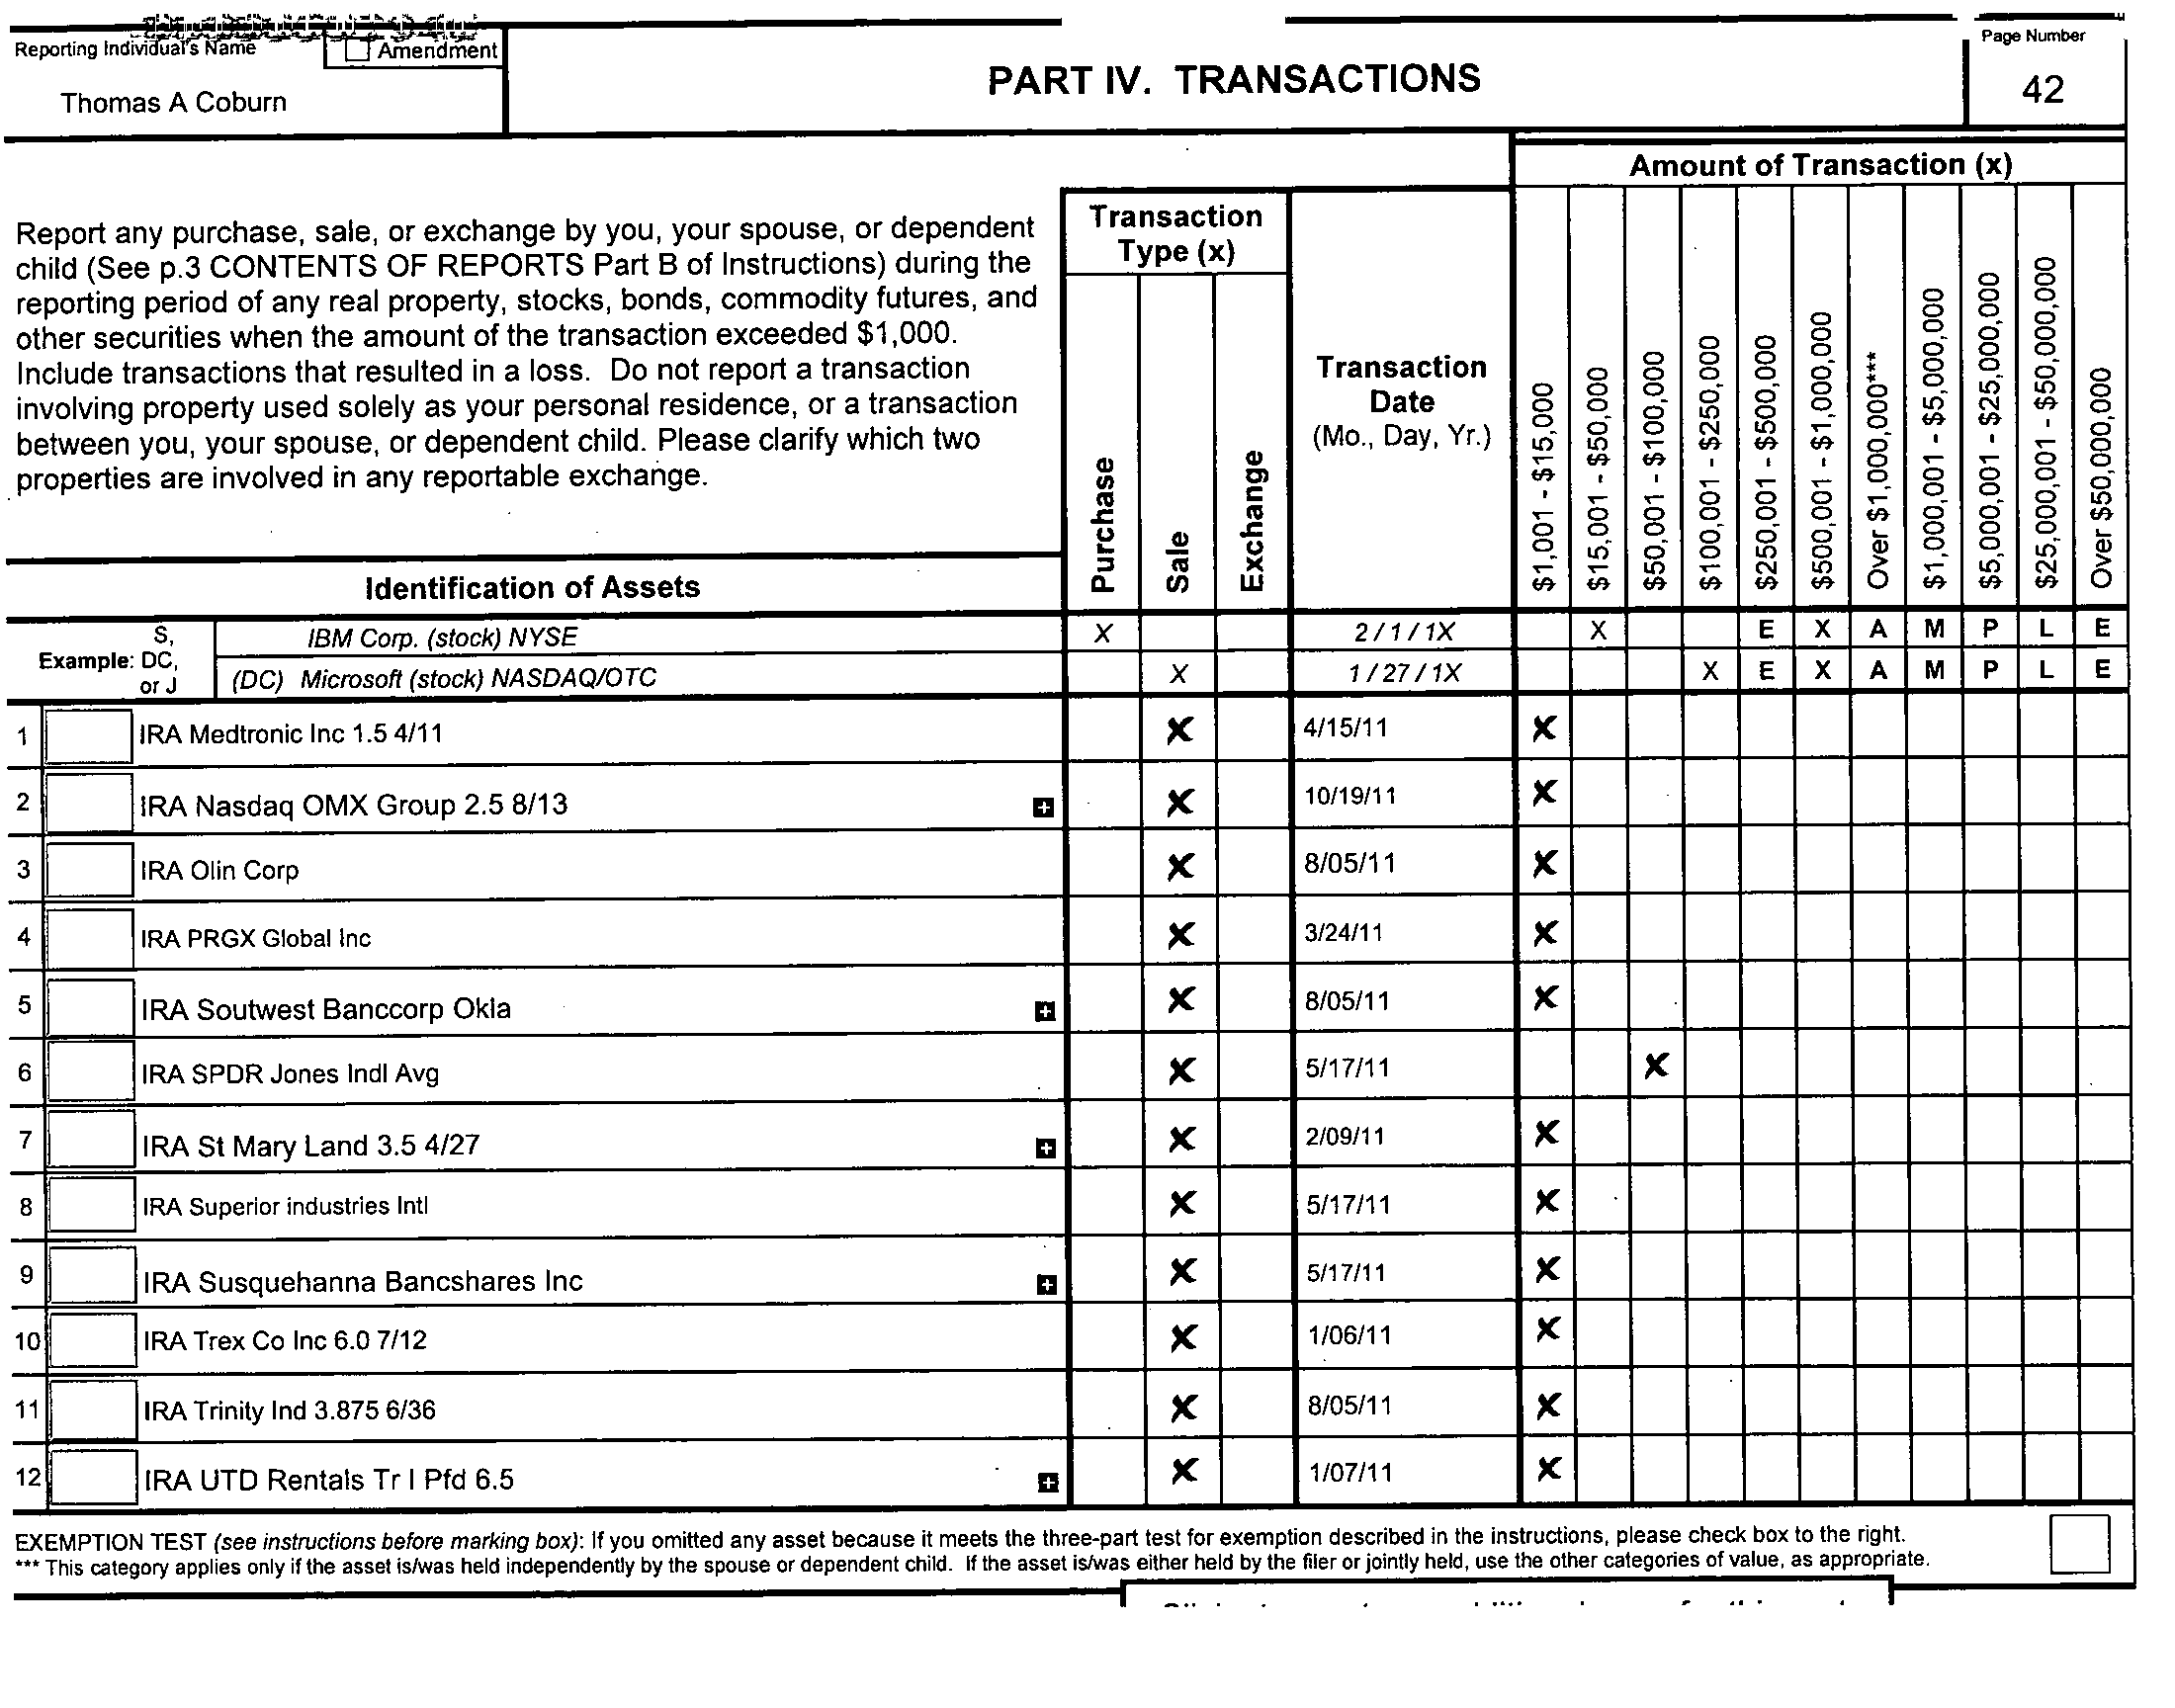 Reporting Individual's Name
Amendment
Thomas A Coburn
PART IV. TRANSACTIONS
Page Number
42
Report any purchase, sale, or exchange by you, your spouse, or dependent
child (See p.3 CONTENTS OF REPORTS Part B of Instructions) during the
reporting period of any real property, stocks, bonds, commodity futures, and
other securities when the amount of the transaction exceeded $1,000.
Include transactions that resulted in a loss. Do not report a transaction
involving property used solely as your personal residence, or a transaction
between you, your spouse, or dependent child. Please clarify which two
properties are involved in any reportable exchange.
Identification of Assets
Transaction
Type (x)
Purchase
Sale
Exchange
Transaction
Date
(Mo., Day, Yr.)
Amount of Transaction (x)
$1,001 - $15,000
$15,001 - $50,000
$50,001 - $100,000
$100,001 - $250,000
$250,001 - $500,000
$500,001 - $1,000,000
Over $1,000,000***
$1,000,001 - $5,000,000
$5,000,001 - $25,000,000
$25,000,001 - $50,000,000
Over $50,000,000
Example: S, DC, or J
IBM Corp. (stock) NYSE X 2/1/1X X E X A M P L E
(DC) Microsoft (stock) NASDAQ/OTC X 1/27/1X X E X A M P L E
1 IRA Medtronic Inc 1.5 4/11 X 4/15/11 X
2 IRA Nasdaq OMX Group 2.5 8/13 + X 10/19/11 X
3 IRA Olin Corp X 8/05/11 X
4 IRA PRGX Global Inc X 3/24/11 X
5 IRA Soutwest Banccorp Okla + X 8/05/11 X
6 IRA SPDR Jones Indl Avg X 5/17/11 X
7 IRA St Mary Land 3.5 4/27 + X 2/09/11 X
8 IRA Superior industries Intl X 5/17/11 X
9 IRA Susquehanna Bancshares Inc + X 5/17/11 X
10 IRA Trex Co Inc 6.0 7/12 X 1/06/11 X
11 IRA Trinity Ind 3.875 6/36 X 8/05/11 X
12 IRA UTD Rentals Tr I Pfd 6.5 + X 1/07/11 X
EXEMPTION TEST (see instructions before marking box): If you omitted any asset because it meets the three-part test for exemption described in the instructions, please check box to the right.
*** This category applies only if the asset is/was held independently by the spouse or dependent child. If the asset is/was either held by the filer or jointly held, use the other categories of value, as appropriate.